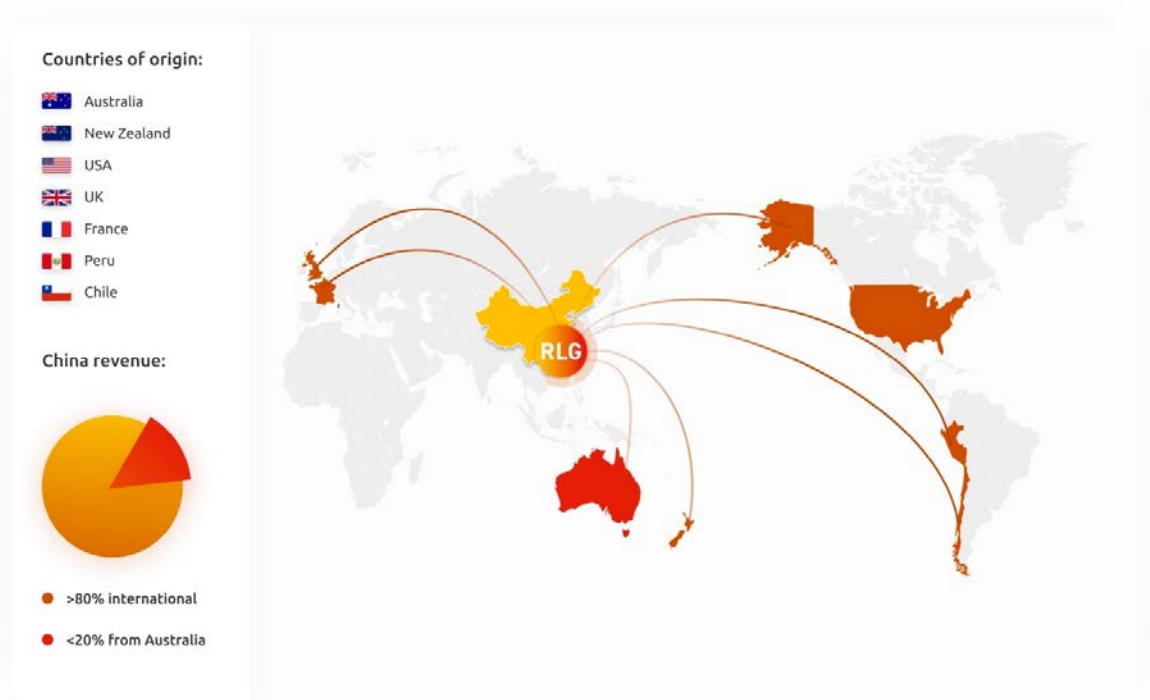 Countries of origin:
Australia
New Zealand
USA
UK
France
Peru
Chile
China revenue:
>80% international
<20% from Australia
RLG